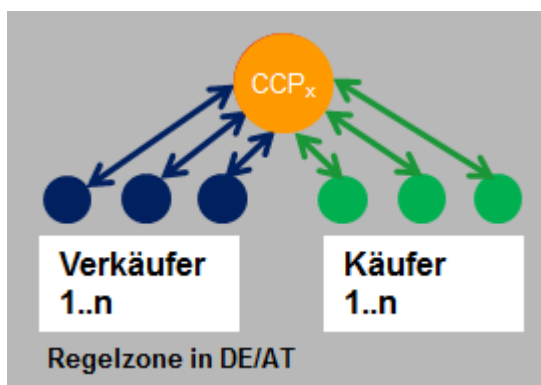 CCPx
Verkäufer
1..n
Käufer
1..n
Regelzone in DE/AT